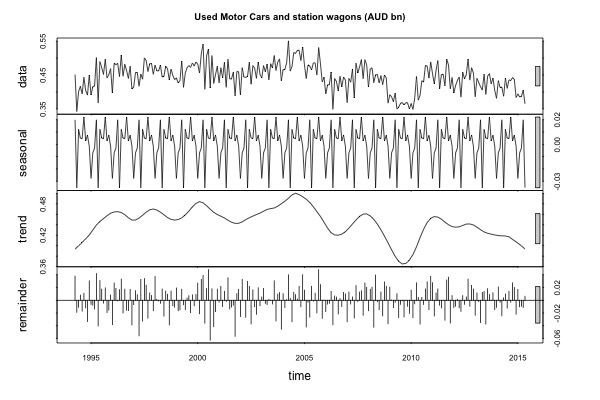 Used Motor Cars and station wagons (AUD bn)
data
0.35 0.45 0.55
seasonal
-0.03 0.00 0.02
trend
0.36 0.42 0.48
remainder
-0.06 -0.02 0.02
1995 2000 2005 2010 2015
time